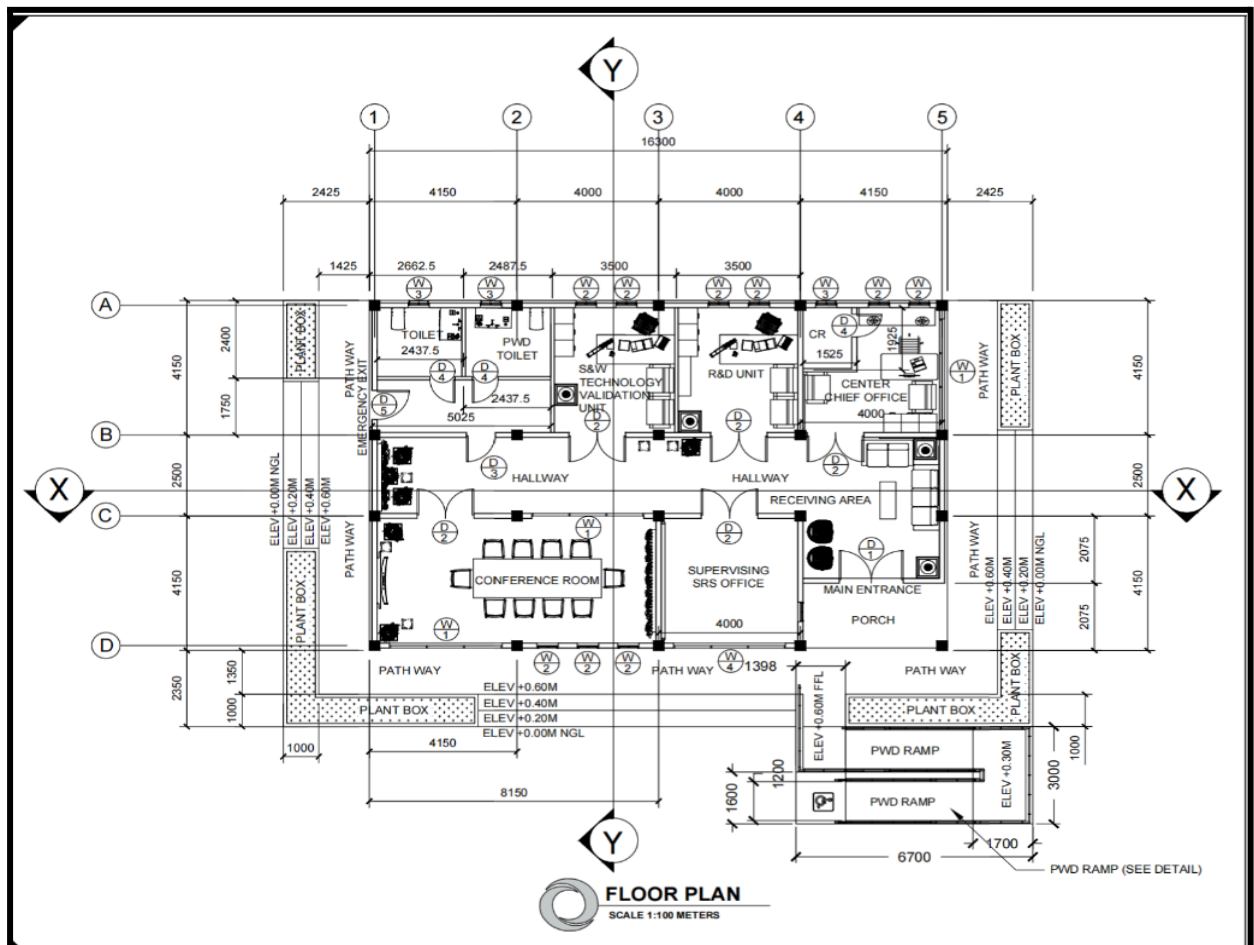 Y
1 2 3 4 5
16300
2425 4150 4000 4000 4150 2425
1425 2662.5 2487.5 3500 3500
W 3
W 3
W 2
W 2
W 2
W 2
W 3
W 2
W 2
A
B
C
D
4150
2500
4150
2350
2400
1750
1350
1000
PLANT BOX
PATH WAY
EMERGENCY EXIT
TOILET
2437.5
PWD
TOILET
D 4
D 4
D 5
2437.5
5025
S&W
TECHNOLOGY
VALIDATION
UNIT
D 2
R&D UNIT
D 2
CR
D 4
1525
1925
CENTER
CHIEF OFFICE
4000
W 1
PATH WAY
PLANT BOX
4150
2500
4150
2075
2075
D 3
HALLWAY
HALLWAY
D 2
RECEIVING AREA
X
X
ELEV +0.00M NGL
ELEV +0.20M
ELEV +0.40M
ELEV +0.60M
PATH WAY
PLANT BOX
D 2
W 1
D 2
D 1
CONFERENCE ROOM
SUPERVISING
SRS OFFICE
4000
MAIN ENTRANCE
PORCH
PATH WAY
ELEV +0.60M
ELEV +0.40M
ELEV +0.20M
ELEV +0.00M NGL
W 1
W 2
W 2
W 2
W 4
PATH WAY
PATH WAY
1398
PATH WAY
PLANT BOX
PLANT BOX
ELEV +0.60M
ELEV +0.40M
ELEV +0.20M
ELEV +0.00M NGL
ELEV +0.60M FFL
PLANT BOX
1000
4150
8150
PWD RAMP
PWD RAMP
ELEV +0.30M
1200
1600
3000
1000
1700
6700
PWD RAMP (SEE DETAIL)
Y
FLOOR PLAN
SCALE 1:100 METERS